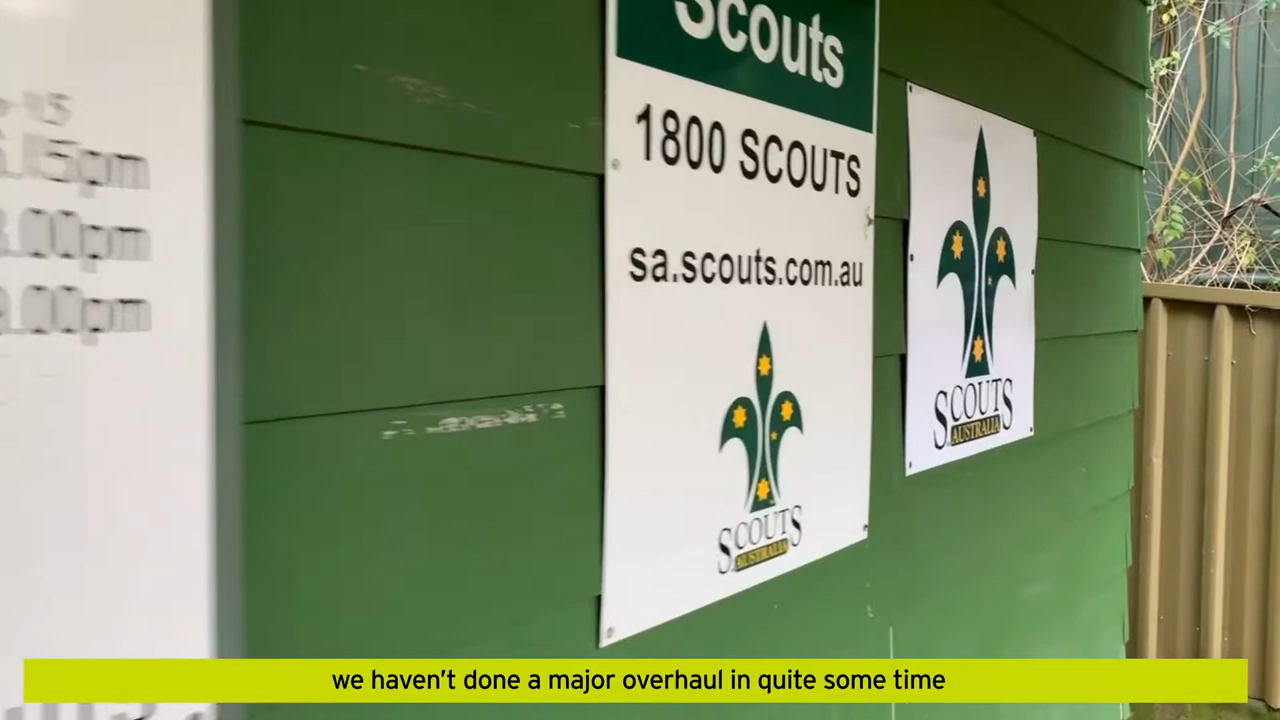 Scouts
1800 SCOUTS
sa.scouts.com.au
SCOUTS
AUSTRALIA
SCOUTS
AUSTRALIA
we haven't done a major overhaul in quite some time